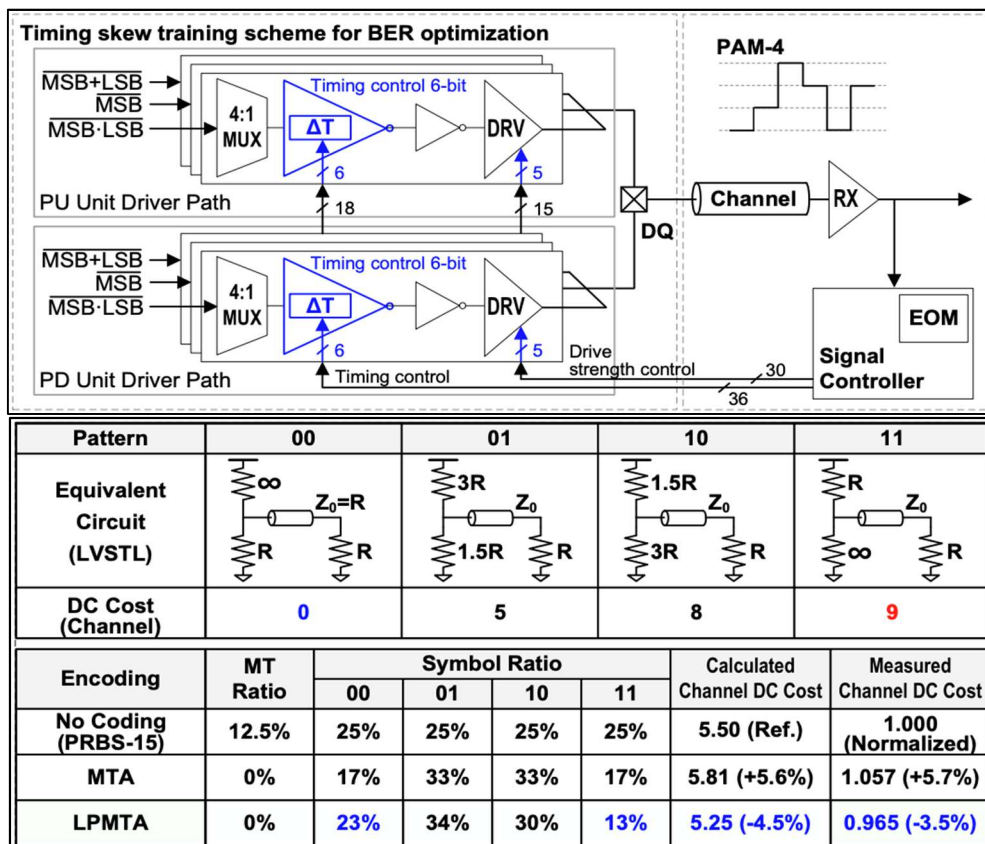 Timing skew training scheme for BER optimization
PAM-4
MSB+LSB
MSB
MSB·LSB
4:1
MUX
Timing control 6-bit
ΔT
6
DRV
5
PU Unit Driver Path
18
15
DQ
Channel
RX
MSB+LSB
MSB
MSB·LSB
4:1
MUX
Timing control 6-bit
ΔT
6
DRV
5
PD Unit Driver Path
Timing control
Drive
strength control
30
36
EOM
Signal
Controller
Pattern 00 01 10 11
Equivalent
Circuit
(LVSTL)
∞ Z0=R R R
3R Z0 1.5R R
1.5R Z0 3R R
R Z0 ∞ R
DC Cost
(Channel)
0 5 8 9
Encoding
MT
Ratio
Symbol Ratio
00 01 10 11
Calculated
Channel DC Cost
Measured
Channel DC Cost
No Coding
(PRBS-15)
12.5% 25% 25% 25% 25% 5.50 (Ref.)
1.000
(Normalized)
MTA 0% 17% 33% 33% 17% 5.81 (+5.6%) 1.057 (+5.7%)
LPMTA 0% 23% 34% 30% 13% 5.25 (-4.5%) 0.965 (-3.5%)